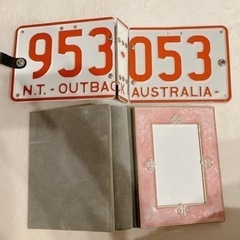 953 053
N.T. - OUTBACK AUSTRALIA -